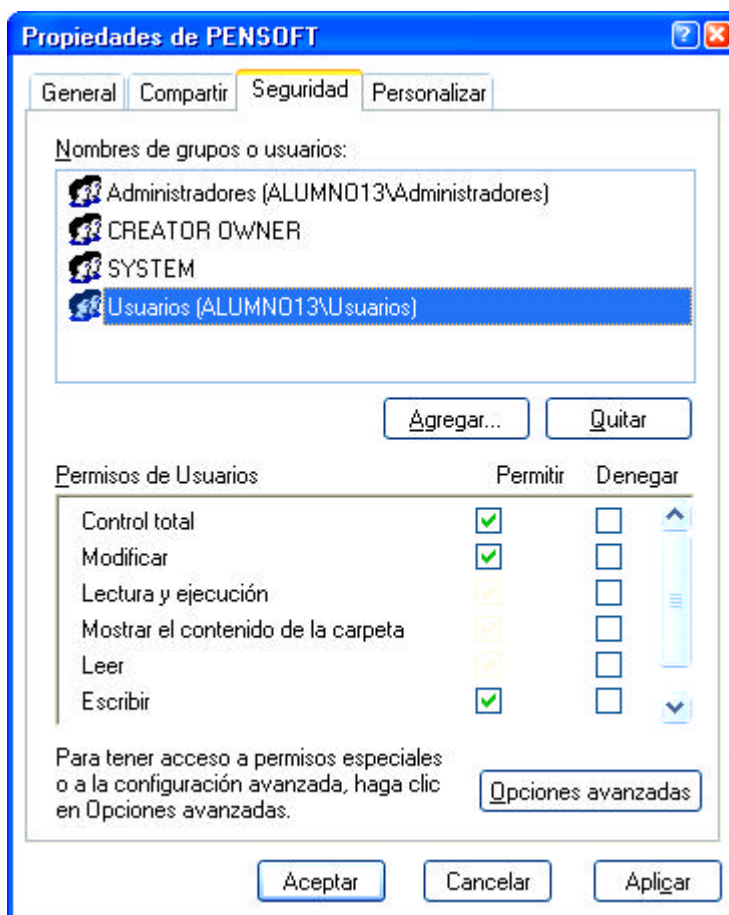 Propiedades de PENSOFT
General Compartir Seguridad Personalizar
Nombres de grupos o usuarios:
Administradores (ALUMNO13\Administradores)
CREATOR OWNER
SYSTEM
Usuarios (ALUMNO13\Usuarios)
Agregar... Quitar
Permisos de Usuarios Permitir Denegar
Control total
Modificar
Lectura y ejecución
Mostrar el contenido de la carpeta
Leer
Escribir
Para tener acceso a permisos especiales
o a la configuración avanzada, haga clic
en Opciones avanzadas.
Opciones avanzadas
Aceptar Cancelar Aplicar